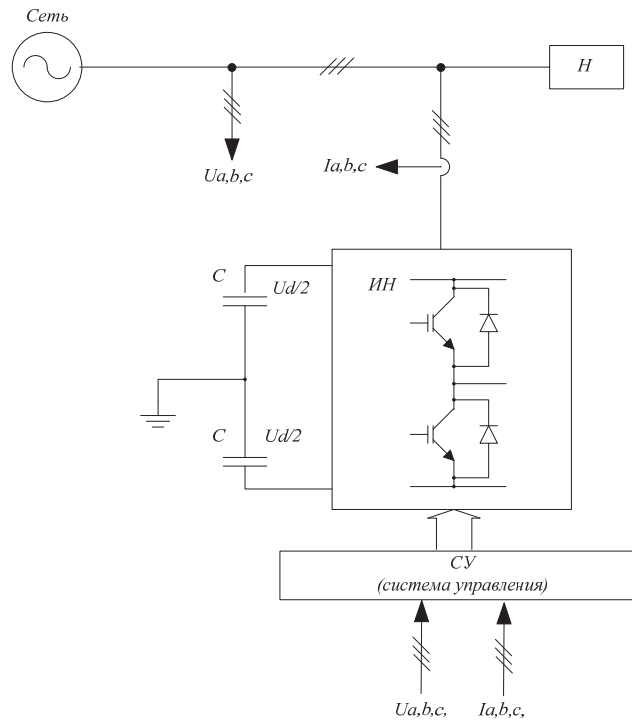 Сеть
Н
Ua,b,c
Ia,b,c
C
Ud/2
ИН
C
Ud/2
СУ
(система управления)
Ua,b,c,
Ia,b,c,